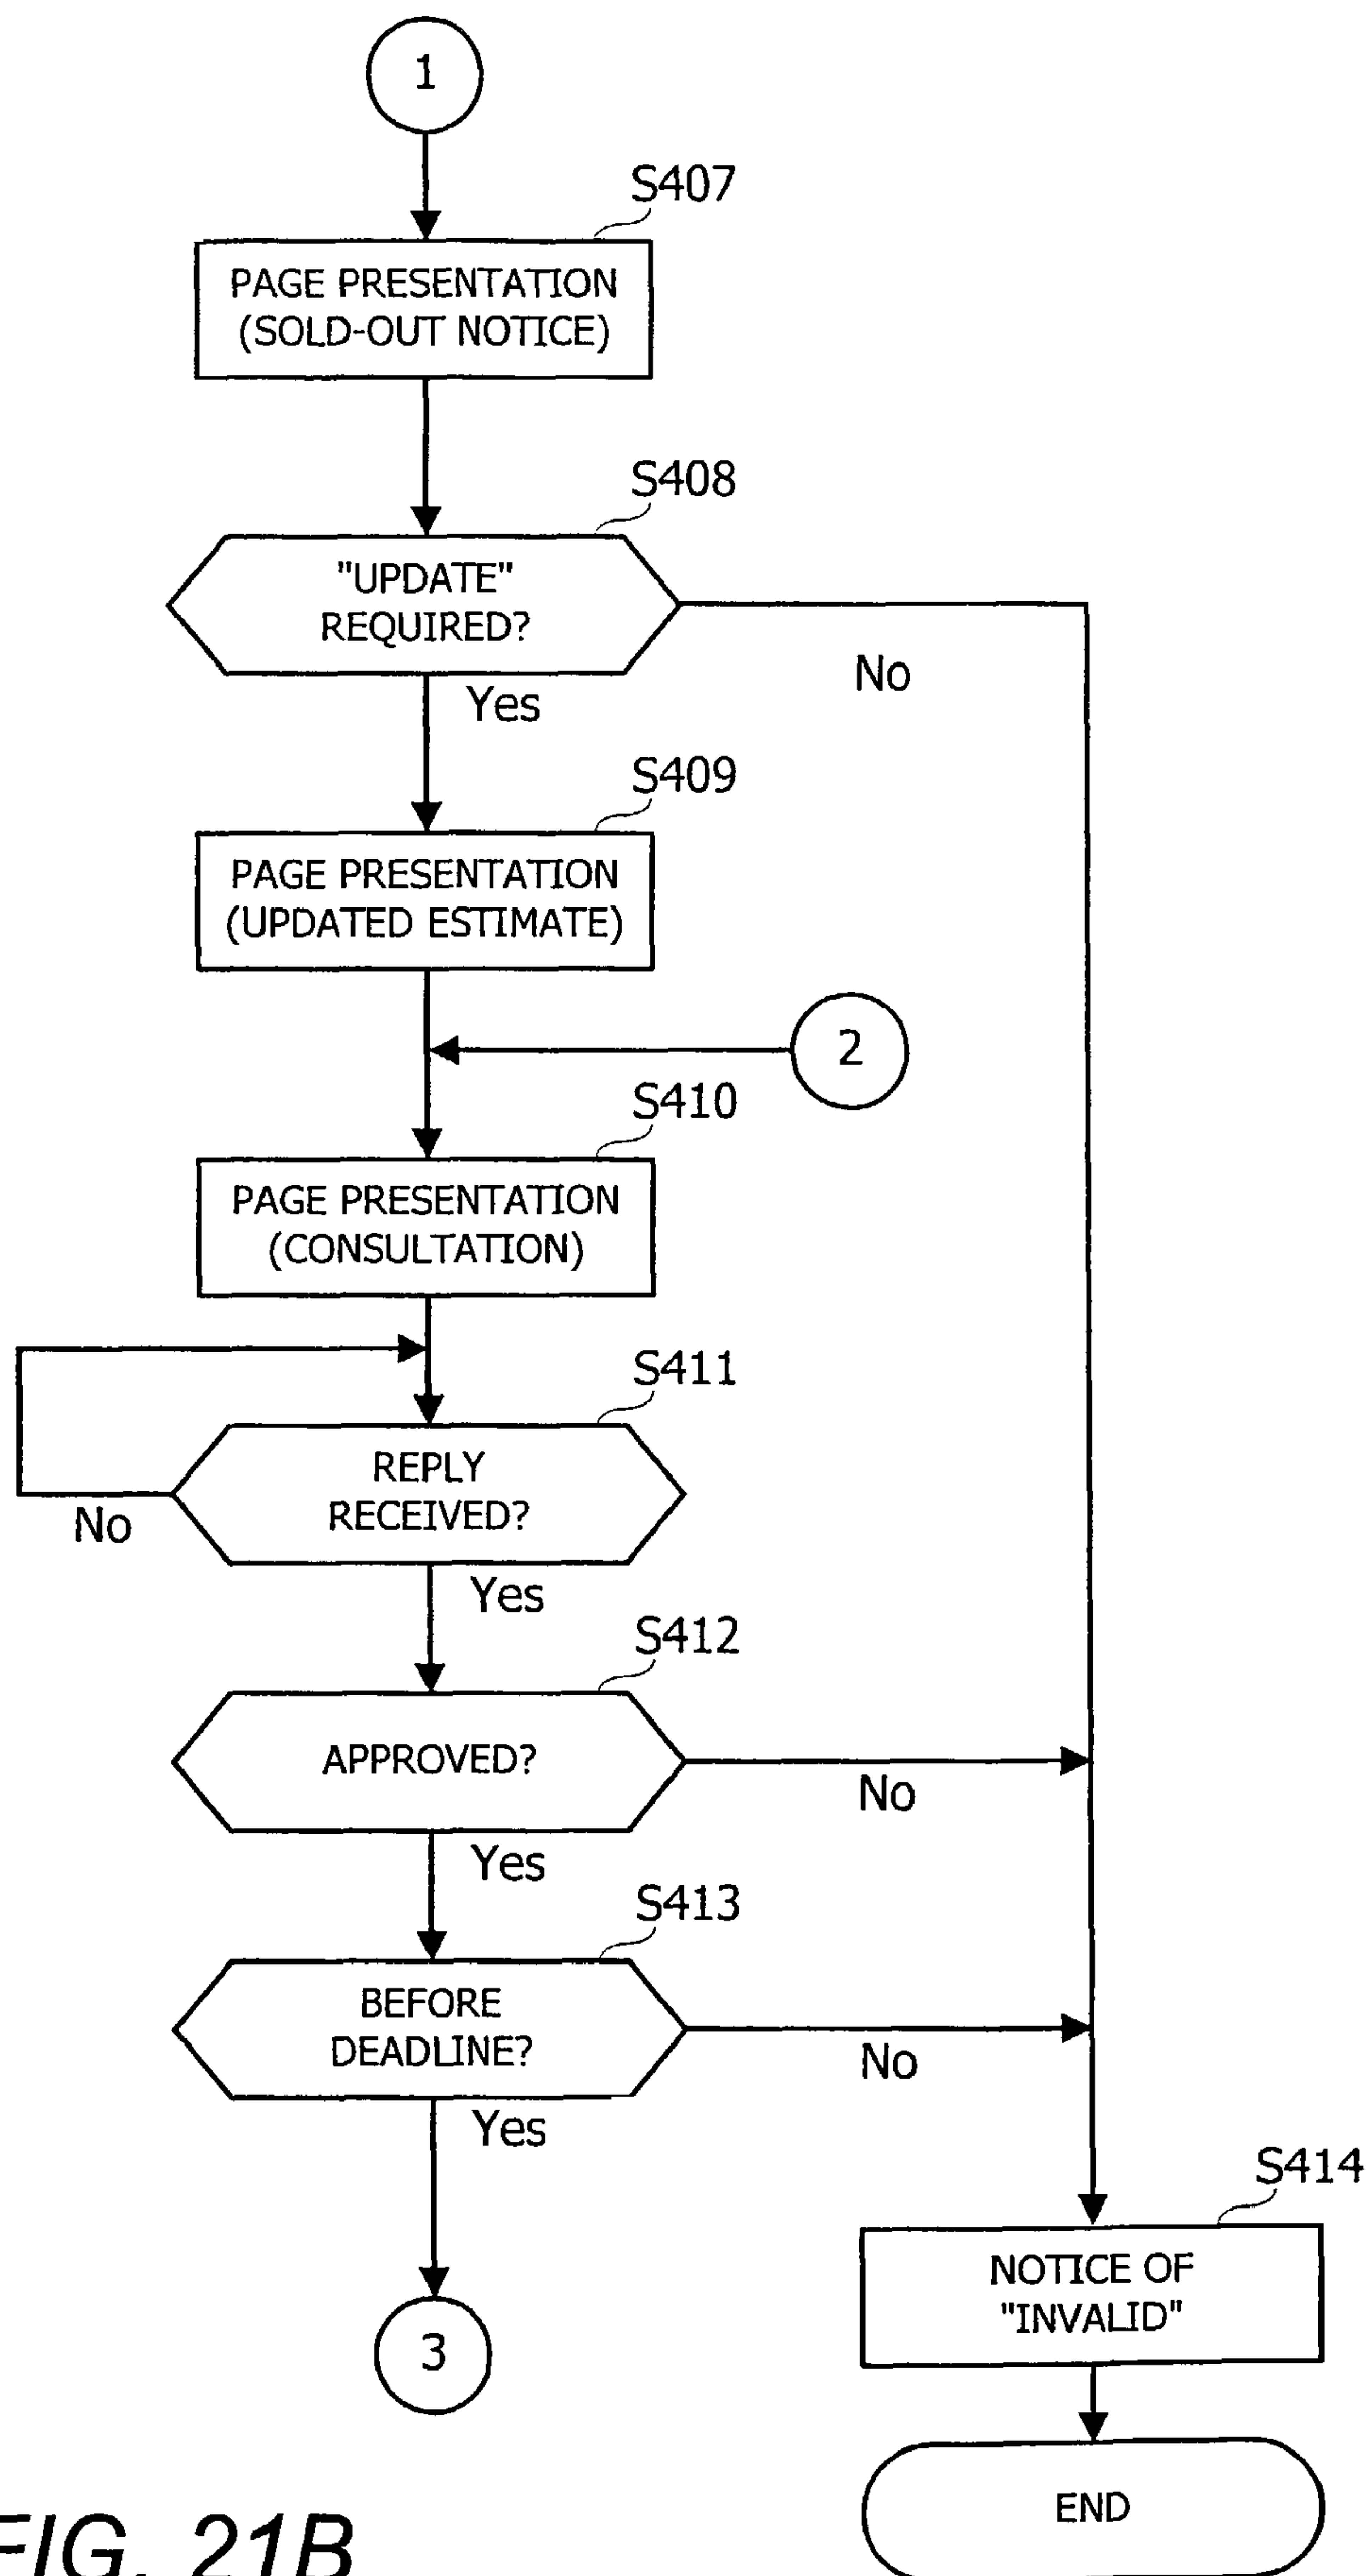 1
S407
PAGE PRESENTATION
(SOLD-OUT NOTICE)
S408
"UPDATE"
REQUIRED?
No
Yes
S409
PAGE PRESENTATION
(UPDATED ESTIMATE)
2
S410
PAGE PRESENTATION
(CONSULTATION)
S411
REPLY
RECEIVED?
No
Yes
S412
APPROVED?
No
Yes
S413
BEFORE
DEADLINE?
No
Yes
S414
NOTICE OF
"INVALID"
3
END
FIG. 21B